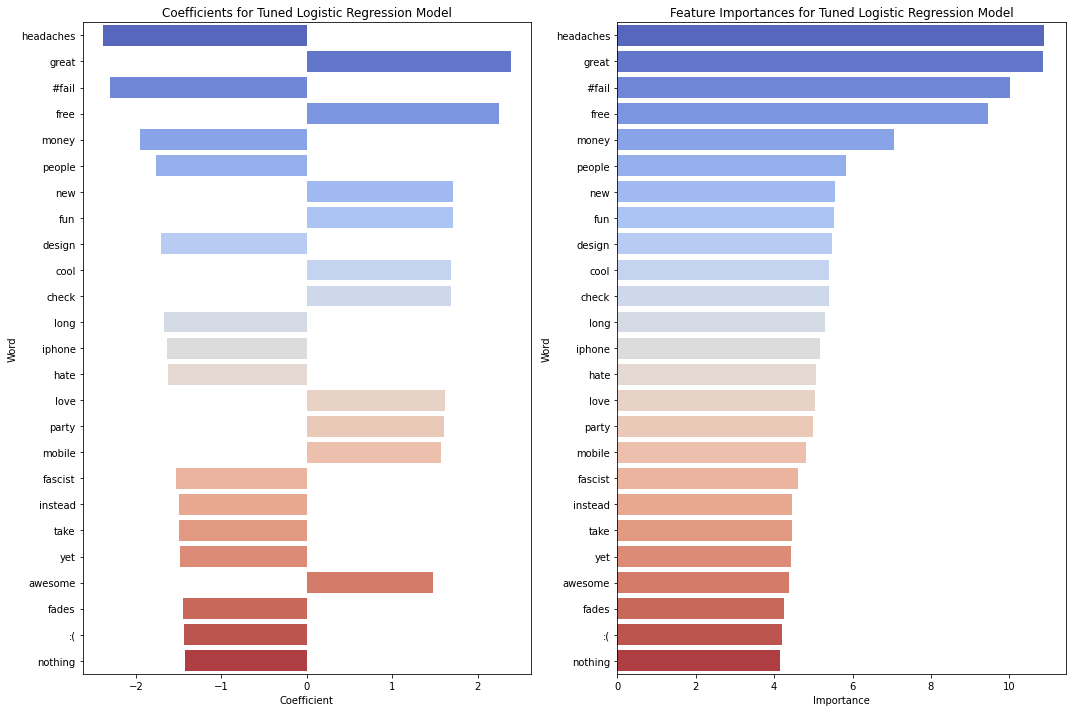 Coefficients for Tuned Logistic Regression Model
headaches
great
#fail
free
money
people
new
fun
design
cool
check
long
iphone
hate
love
party
mobile
fascist
instead
take
yet
awesome
fades
:(
nothing
Word
−2
−1
0
1
2
Coefficient
Feature Importances for Tuned Logistic Regression Model
headaches
great
#fail
free
money
people
new
fun
design
cool
check
long
iphone
hate
love
party
mobile
fascist
instead
take
yet
awesome
fades
:(
nothing
Word
0
2
4
6
8
10
Importance